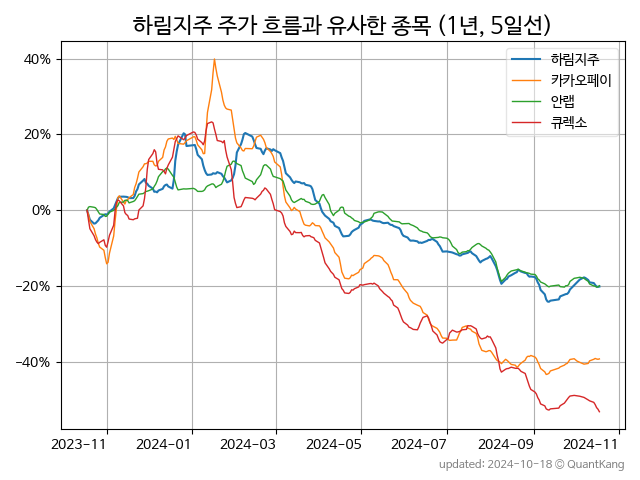 하림지주 주가 흐름과 유사한 종목 (1년, 5일선)
하림지주
카카오페이
안랩
큐렉소
40%
20%
0%
−20%
−40%
2023-11
2024-01
2024-03
2024-05
2024-07
2024-09
2024-11
updated: 2024-10-18 © QuantKang